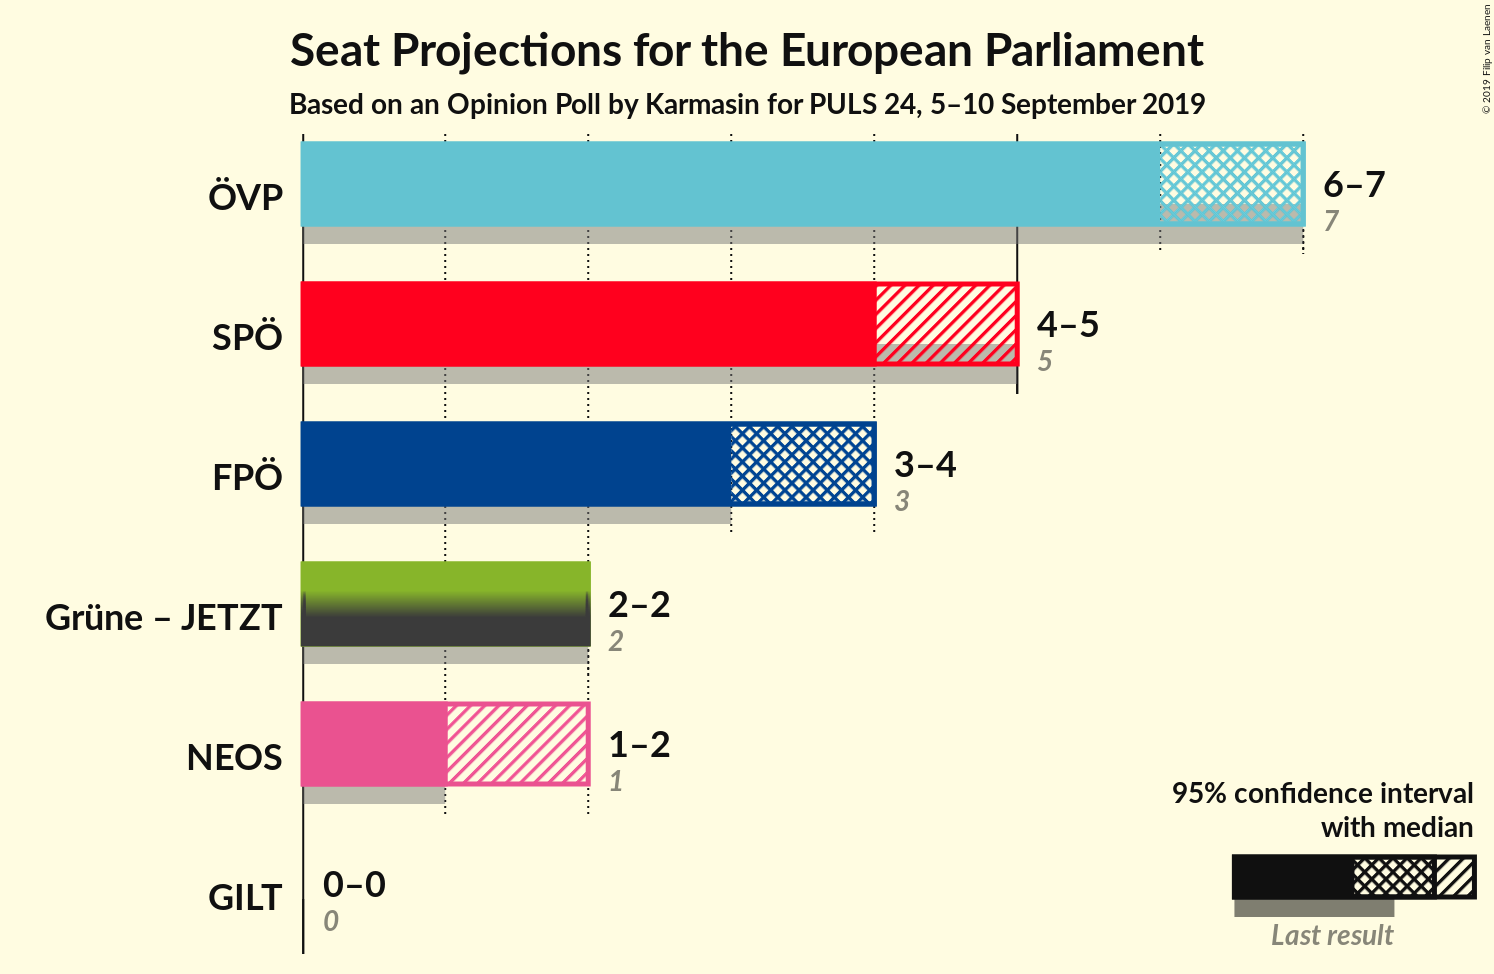 Seat Projections for the European Parliament
Based on an Opinion Poll by Karmasin for PULS 24, 5–10 September 2019
© 2019 Filip van Laenen
ÖVP
6–7
7
SPÖ
4–5
5
FPÖ
3–4
3
Grüne – JETZT
2–2
2
NEOS
1–2
1
GILT
0–0
0
95% confidence interval
with median
Last result